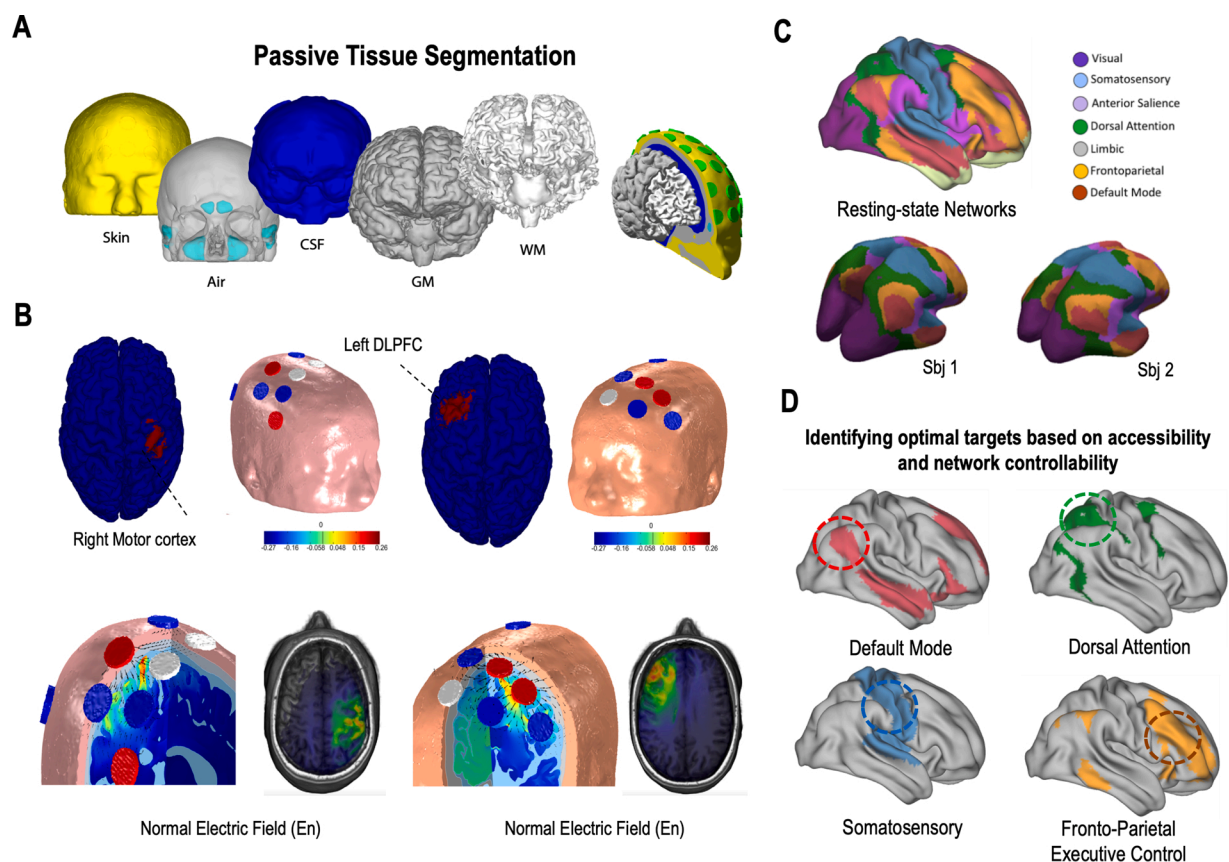 A
Passive Tissue Segmentation
Skin
Air
CSF
GM
WM
B
Left DLPFC
Right Motor cortex
0
-0.27 -0.16 -0.058 0.048 0.15 0.26
0
-0.27 -0.16 -0.058 0.048 0.15 0.26
Normal Electric Field (En)
Normal Electric Field (En)
C
Visual
Somatosensory
Anterior Salience
Dorsal Attention
Limbic
Frontoparietal
Default Mode
Resting-state Networks
Sbj 1
Sbj 2
D
Identifying optimal targets based on accessibility
and network controllability
Default Mode
Dorsal Attention
Somatosensory
Fronto-Parietal
Executive Control